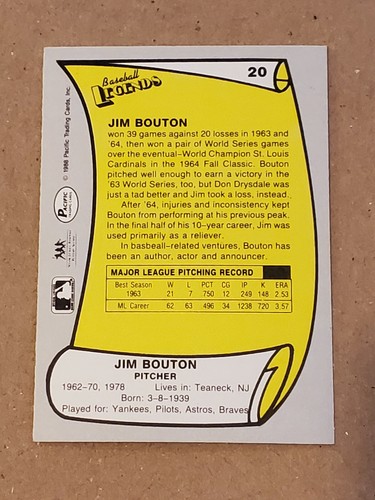 Baseball
LEGENDS
20
JIM BOUTON
won 39 games against 20 losses in 1963 and
'64, then won a pair of World Series games
over the eventual-World Champion St. Louis
Cardinals in the 1964 Fall Classic. Bouton
pitched well enough to earn a victory in the
'63 World Series, too, but Don Drysdale was
just a tad better and Jim took a loss, instead.
After '64, injuries and inconsistency kept
Bouton from performing at his previous peak.
In the final half of his 10-year career, Jim was
used primarily as a reliever.
In basbeall-related ventures, Bouton has
been an author, actor and announcer.
MAJOR LEAGUE PITCHING RECORD
Best Season W L PCT CG IP K ERA
1963 21 7 750 12 249 148 2.53
ML Career 62 63 496 34 1238 720 3.57
JIM BOUTON
PITCHER
1962-70, 1978 Lives in: Teaneck, NJ
Born: 3-8-1939
Played for: Yankees, Pilots, Astros, Braves
© 1988 Pacific Trading Cards, Inc.
PACIFIC